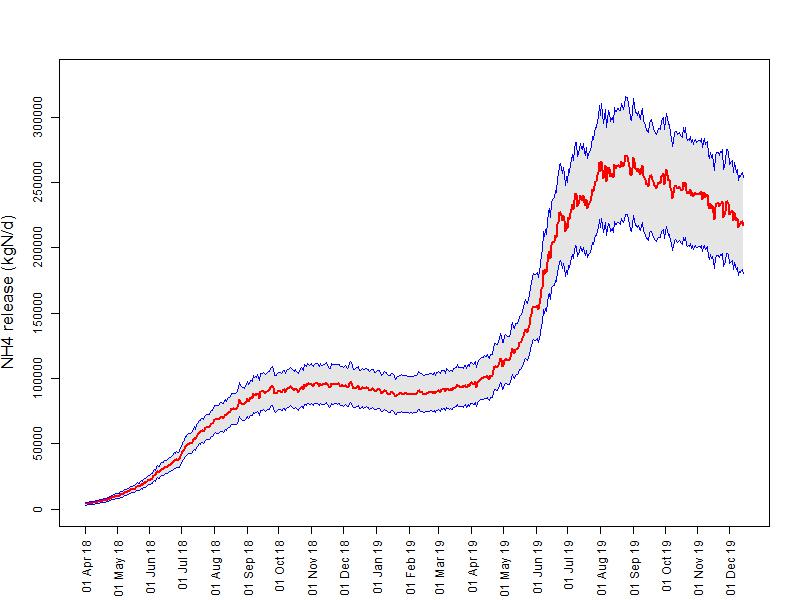 NH4 release (kgN/d)
300000
250000
200000
150000
100000
50000
0
01 Apr 18
01 May 18
01 Jun 18
01 Jul 18
01 Aug 18
01 Sep 18
01 Oct 18
01 Nov 18
01 Dec 18
01 Jan 19
01 Feb 19
01 Mar 19
01 Apr 19
01 May 19
01 Jun 19
01 Jul 19
01 Aug 19
01 Sep 19
01 Oct 19
01 Nov 19
01 Dec 19